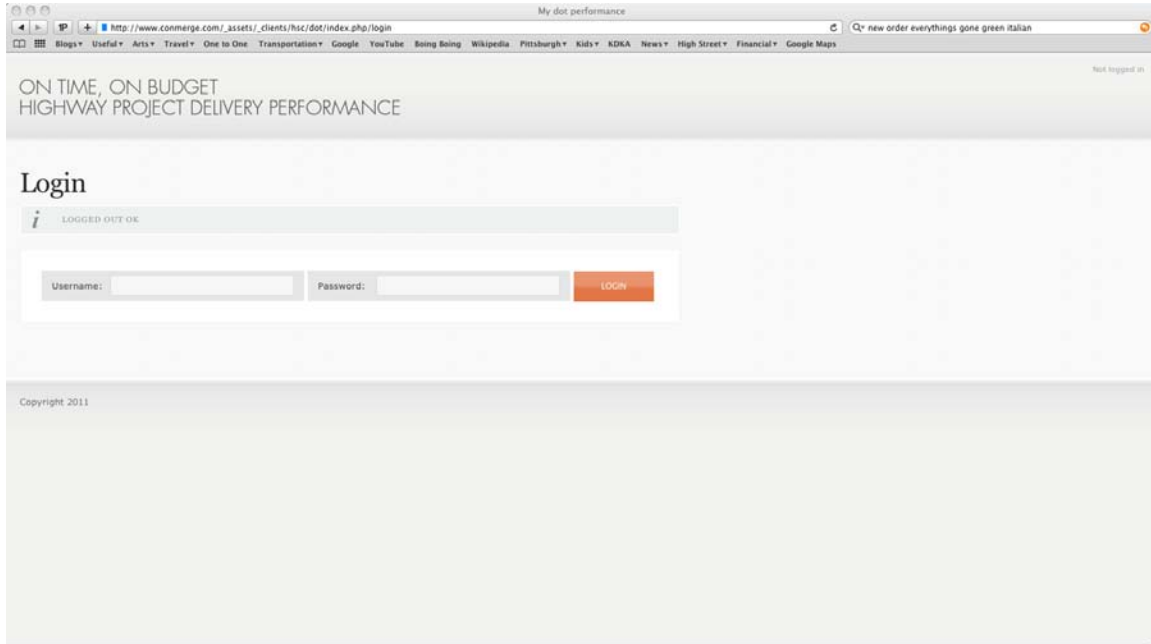 My dot performance
1P + http://www.conmerge.com/_assets/_clients/hsc/dot/index.php/login new order everythings gone green italian
Blogs Useful Arts Travel One to One Transportation Google YouTube Boing Boing Wikipedia Pittsburgh Kids KDKA News High Street Financial Google Maps
Not logged in
ON TIME, ON BUDGET
HIGHWAY PROJECT DELIVERY PERFORMANCE
Login
i LOGGED OUT OK
Username: Password: LOGIN
Copyright 2011